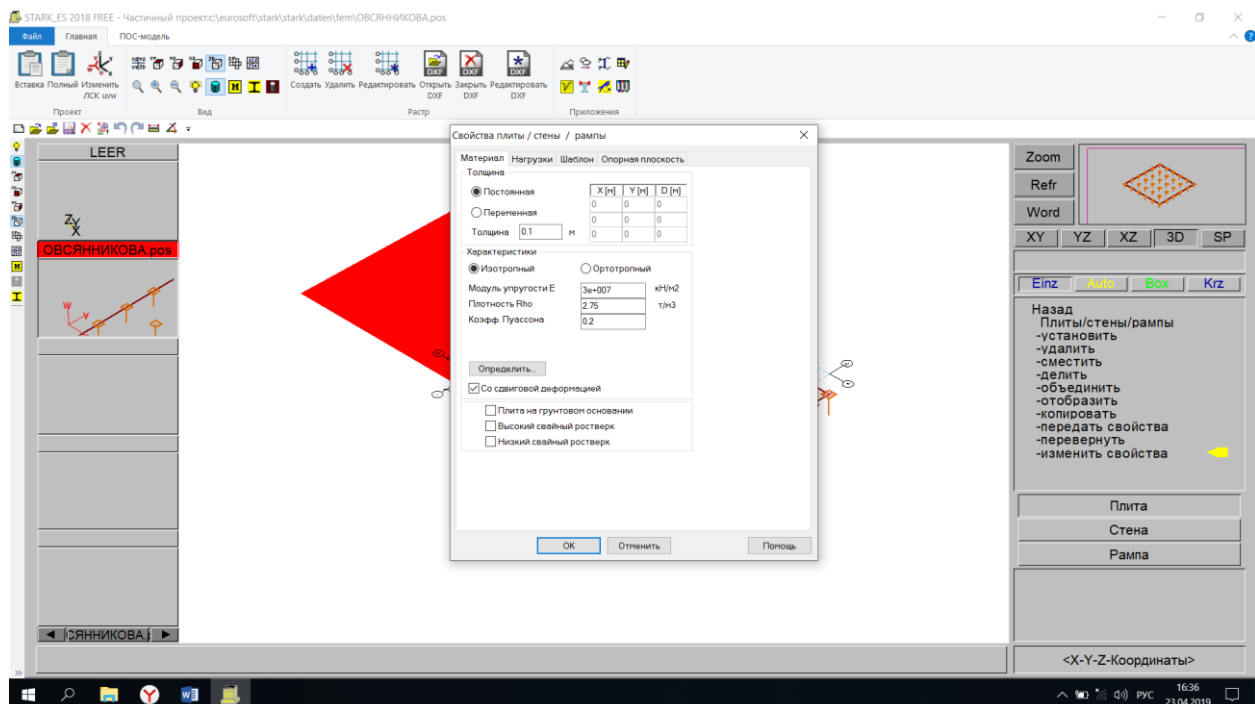 STARK_ES 2018 FREE - Частичный проект:c:\eurosoft\stark\stark\daten\fem\ОВСЯННИКОВА.pos
Файл Главная ПОС-модель
Вставка Полный Изменить ЛСК uvw
Создать Удалить Редактировать Открыть DXF Закрыть DXF Редактировать DXF
Проект Вид Растр Приложения
LEER
ОВСЯННИКОВА.pos
Свойства плиты / стены / рампы
Материал Нагрузки Шаблон Опорная плоскость
Толщина
Постоянная
Переменная
Толщина 0.1 м
X [м] Y [м] D [м]
0 0 0
0 0 0
0 0 0
Характеристики
Изотропный Ортотропный
Модуль упругости E 3e+007 кН/м2
Плотность Rho 2.75 т/м3
Коэфф. Пуассона 0.2
Определить...
Со сдвиговой деформацией
Плита на грунтовом основании
Высокий свайный ростверк
Низкий свайный ростверк
OK Отменить Помощь
Zoom
Refr
Word
XY YZ XZ 3D SP
Einz Auto Box Krz
Назад
Плиты/стены/рампы
-установить
-удалить
-сместить
-делить
-объединить
-отобразить
-копировать
-передать свойства
-перевернуть
-изменить свойства
Плита
Стена
Рампа
<X-Y-Z-Координаты>
РУС
16:36
23.04.2019